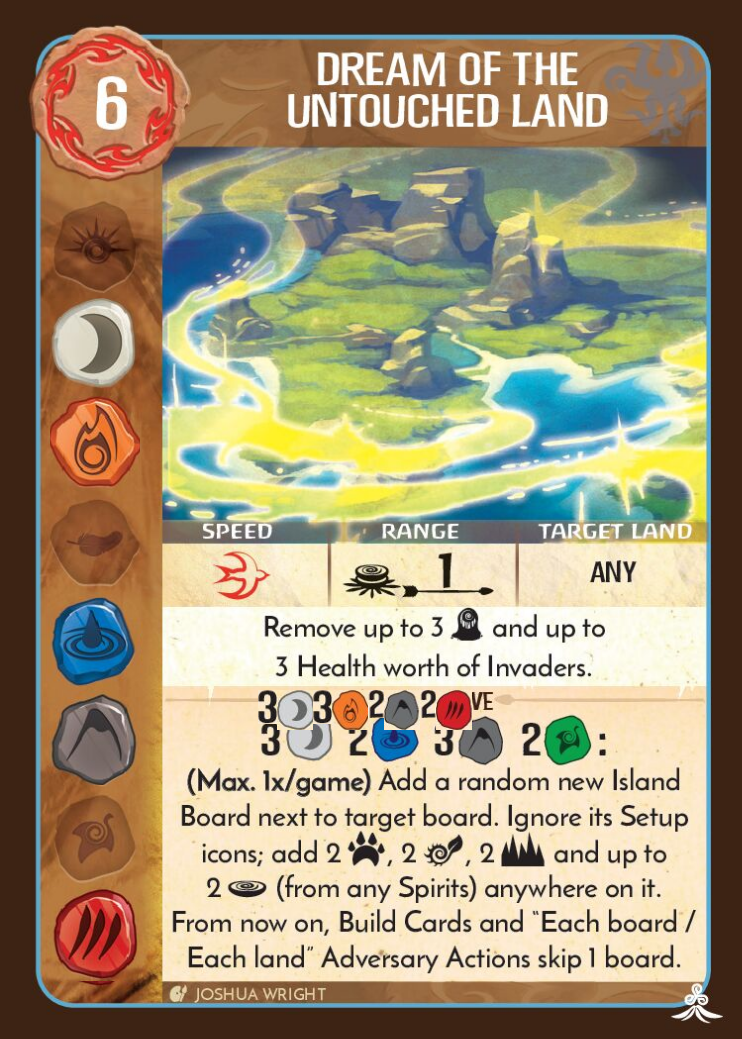 6
DREAM OF THE
UNTOUCHED LAND
SPEED RANGE TARGET LAND
1 ANY
Remove up to 3 and up to
3 Health worth of Invaders.
3 3 2 2 VE
3 2 3 2 :
(Max. 1x/game) Add a random new Island
Board next to target board. Ignore its Setup
icons; add 2 , 2 , 2 and up to
2 (from any Spirits) anywhere on it.
From now on, Build Cards and “Each board /
Each land” Adversary Actions skip 1 board.
JOSHUA WRIGHT